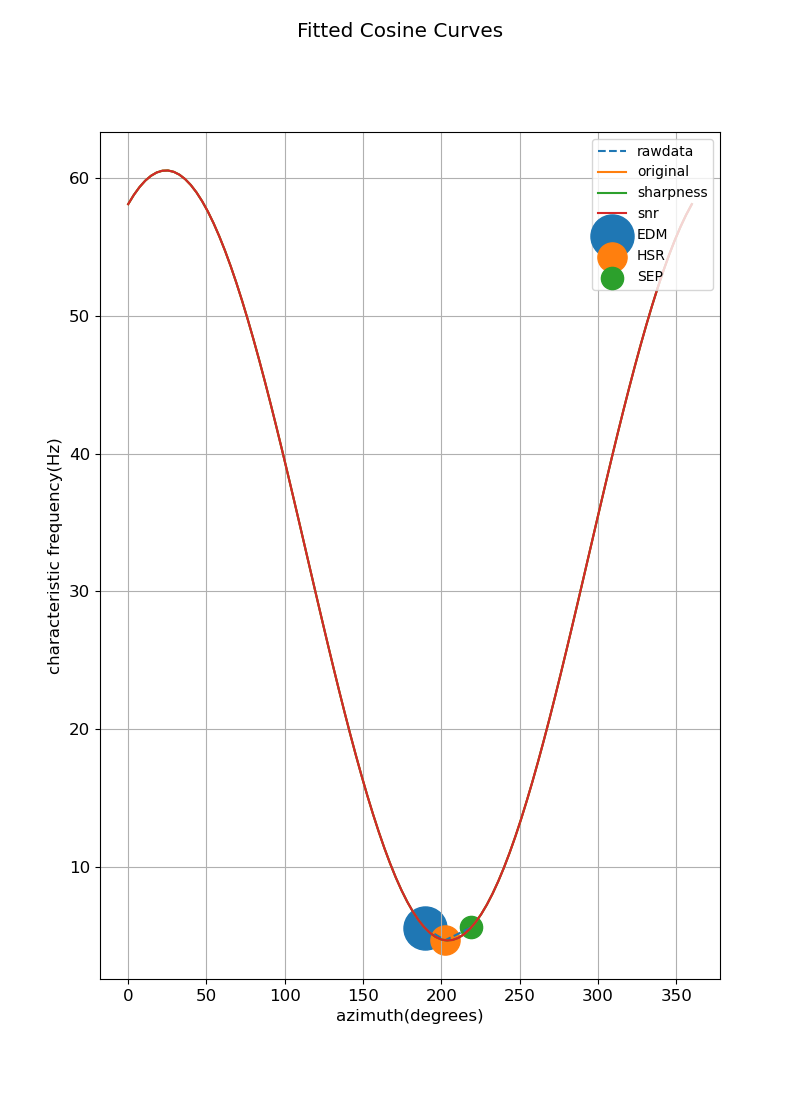 Fitted Cosine Curves
rawdata
original
sharpness
snr
EDM
HSR
SEP
60
50
40
30
20
10
characteristic frequency(Hz)
0 50 100 150 200 250 300 350
azimuth(degrees)